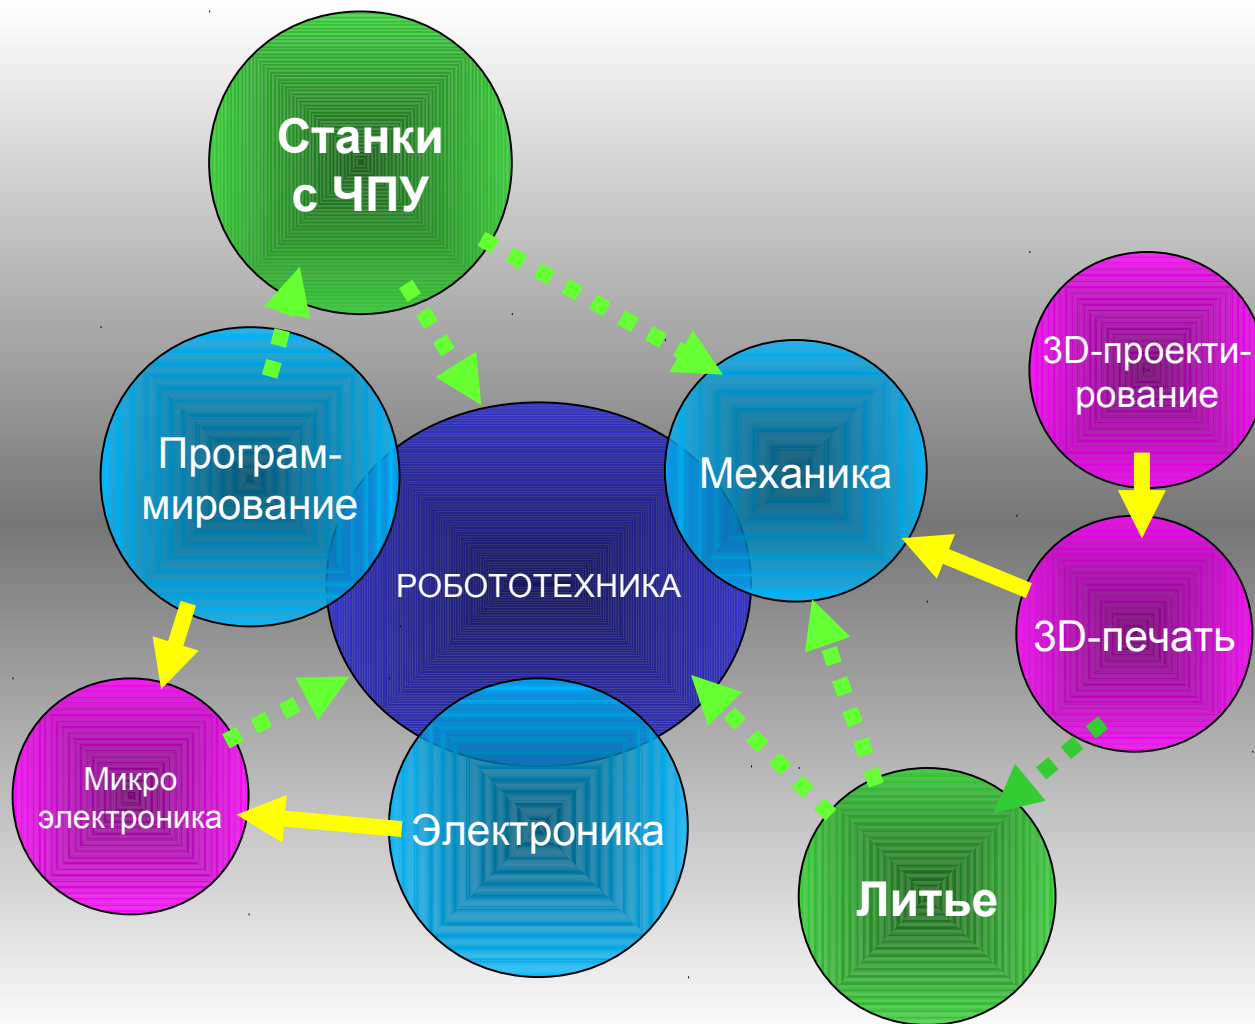 Станки
с ЧПУ
3D-проекти-
рование
Програм-
мирование
Механика
РОБОТОТЕХНИКА
3D-печать
Микро
электроника
Электроника
Литье